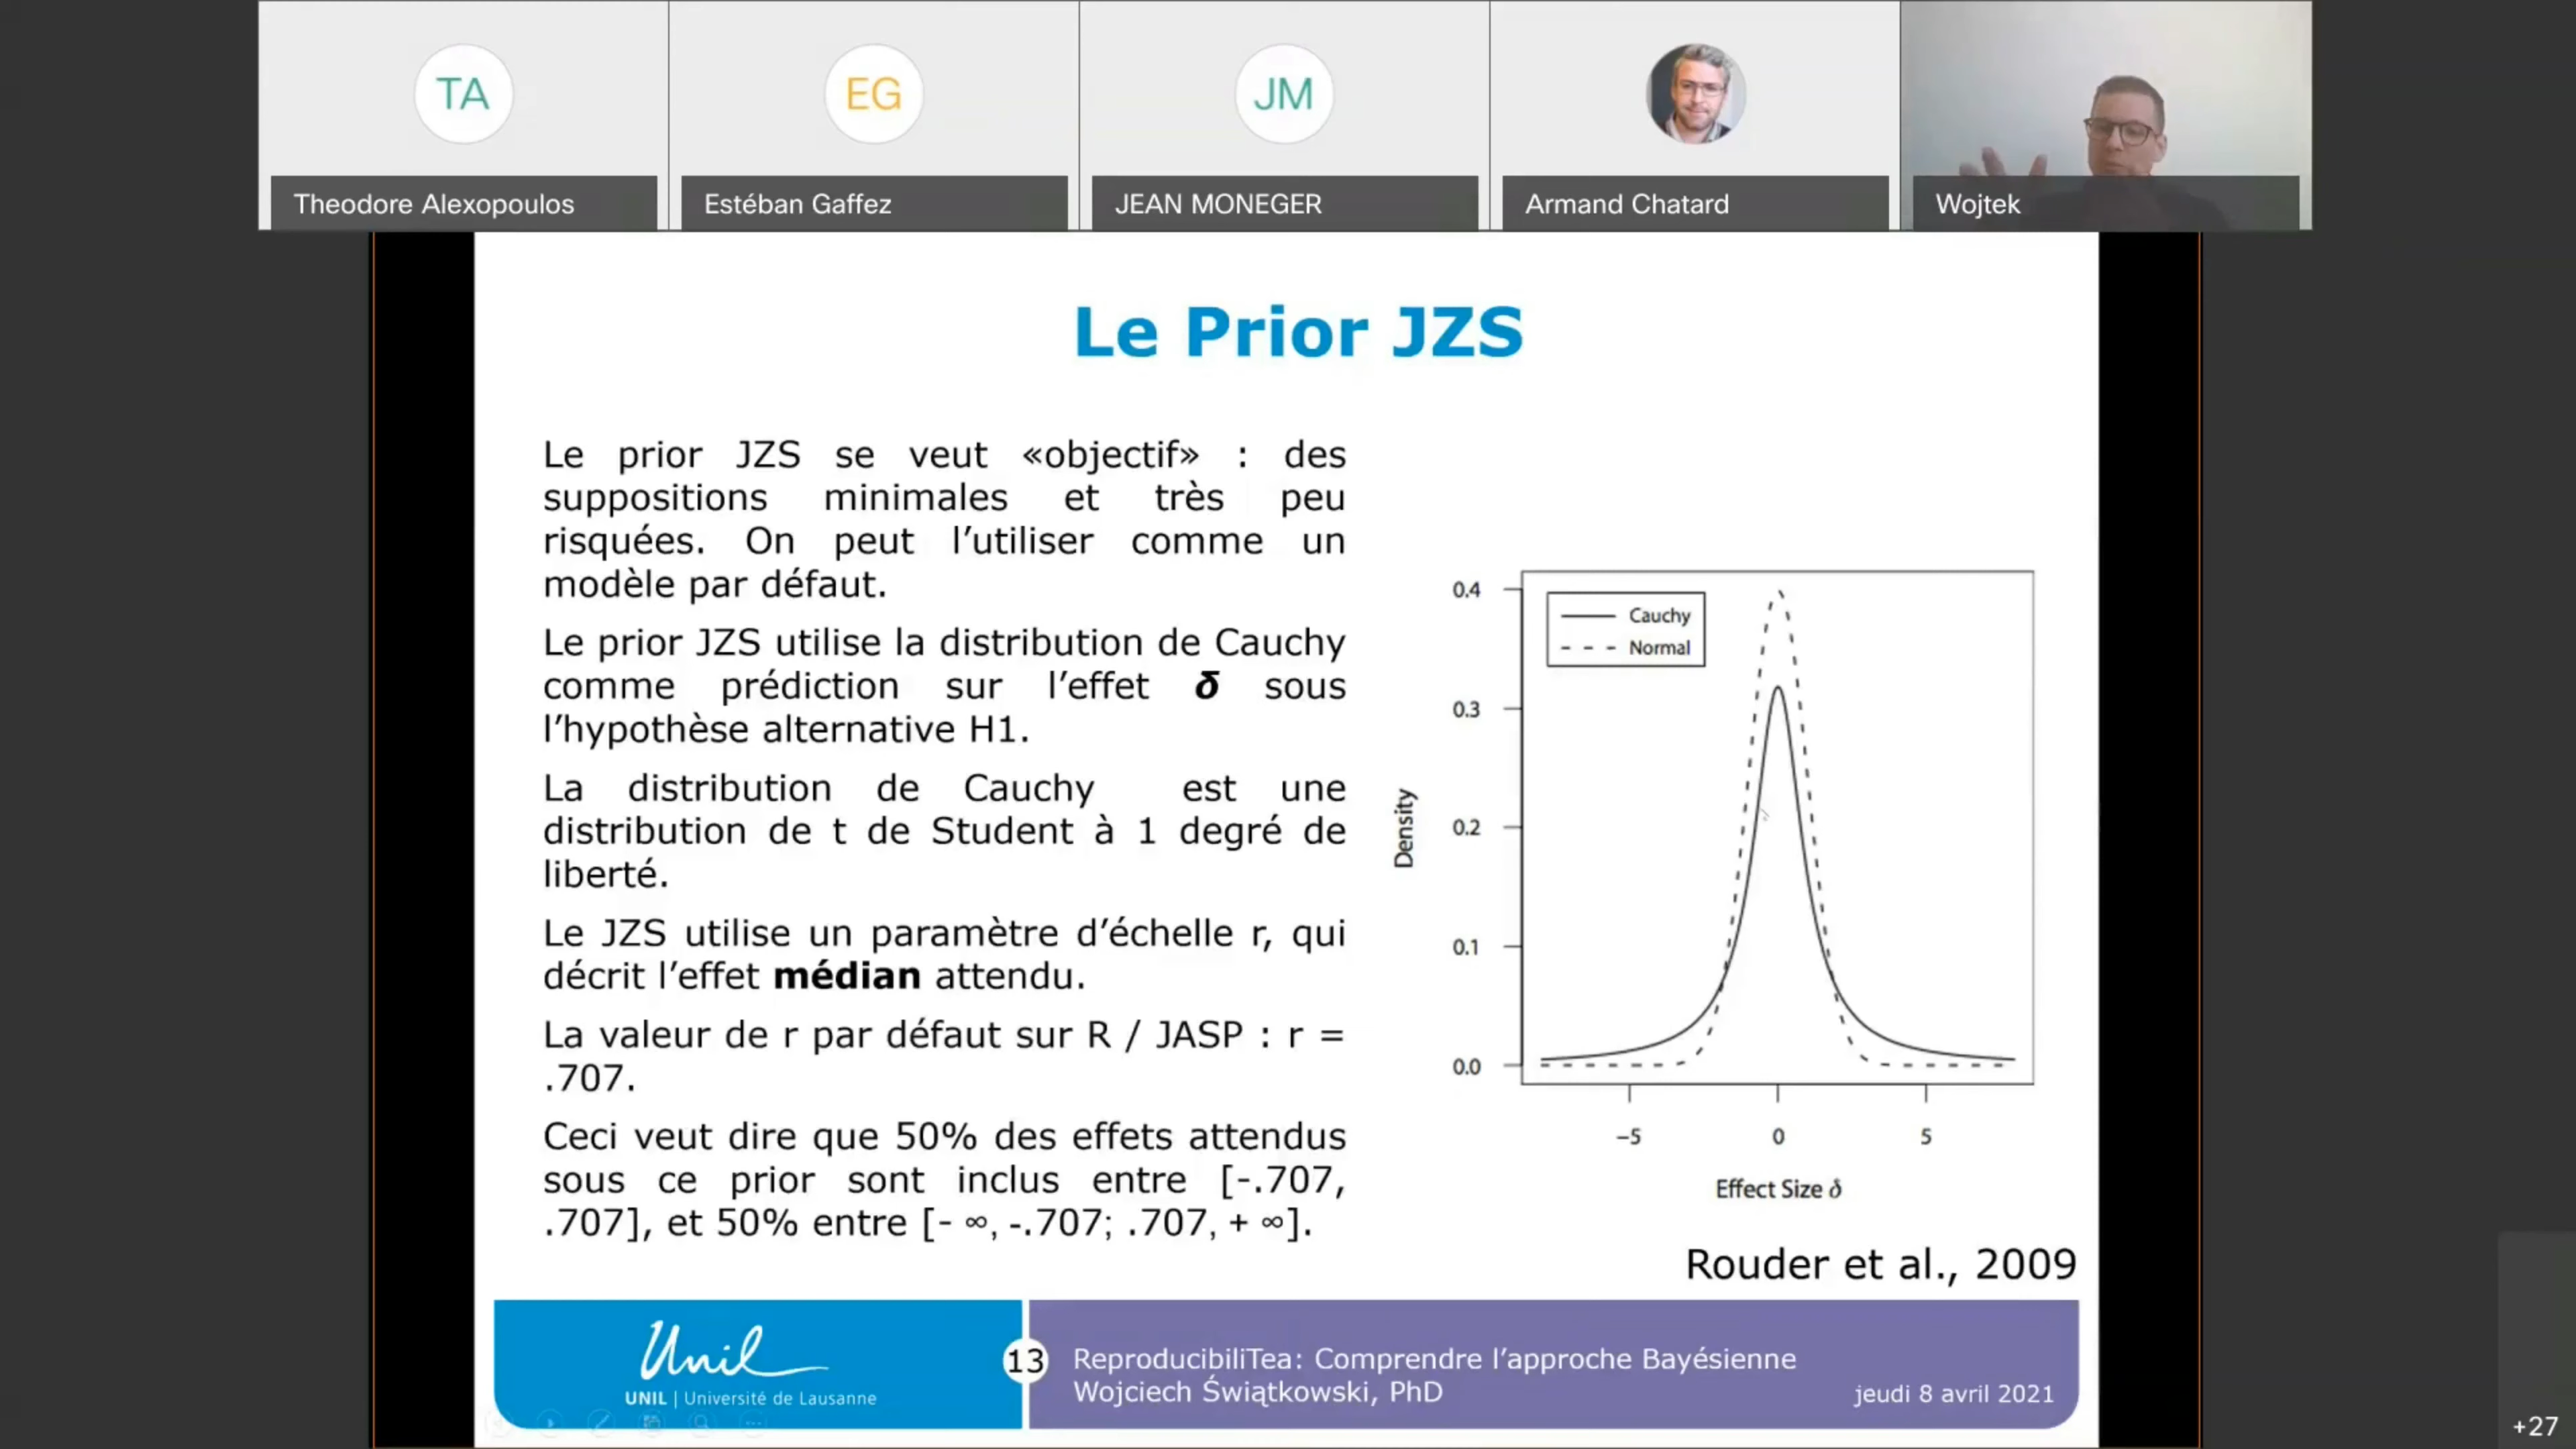 TA
EG
JM
Theodore Alexopoulos
Estéban Gaffez
JEAN MONEGER
Armand Chatard
Wojtek
Le Prior JZS
Le prior JZS se veut «objectif» : des
suppositions minimales et très peu
risquées. On peut l’utiliser comme un
modèle par défaut.
Le prior JZS utilise la distribution de Cauchy
comme prédiction sur l’effet δ sous
l’hypothèse alternative H1.
La distribution de Cauchy est une
distribution de t de Student à 1 degré de
liberté.
Le JZS utilise un paramètre d’échelle r, qui
décrit l’effet médian attendu.
La valeur de r par défaut sur R / JASP : r =
.707.
Ceci veut dire que 50% des effets attendus
sous ce prior sont inclus entre [-.707,
.707], et 50% entre [- ∞, -.707; .707, + ∞].
Cauchy
Normal
0.4
0.3
0.2
0.1
0.0
Density
−5
0
5
Effect Size δ
Rouder et al., 2009
Unil
UNIL | Université de Lausanne
13
ReproducibiliTea: Comprendre l’approche Bayésienne
Wojciech Świątkowski, PhD
jeudi 8 avril 2021
+27